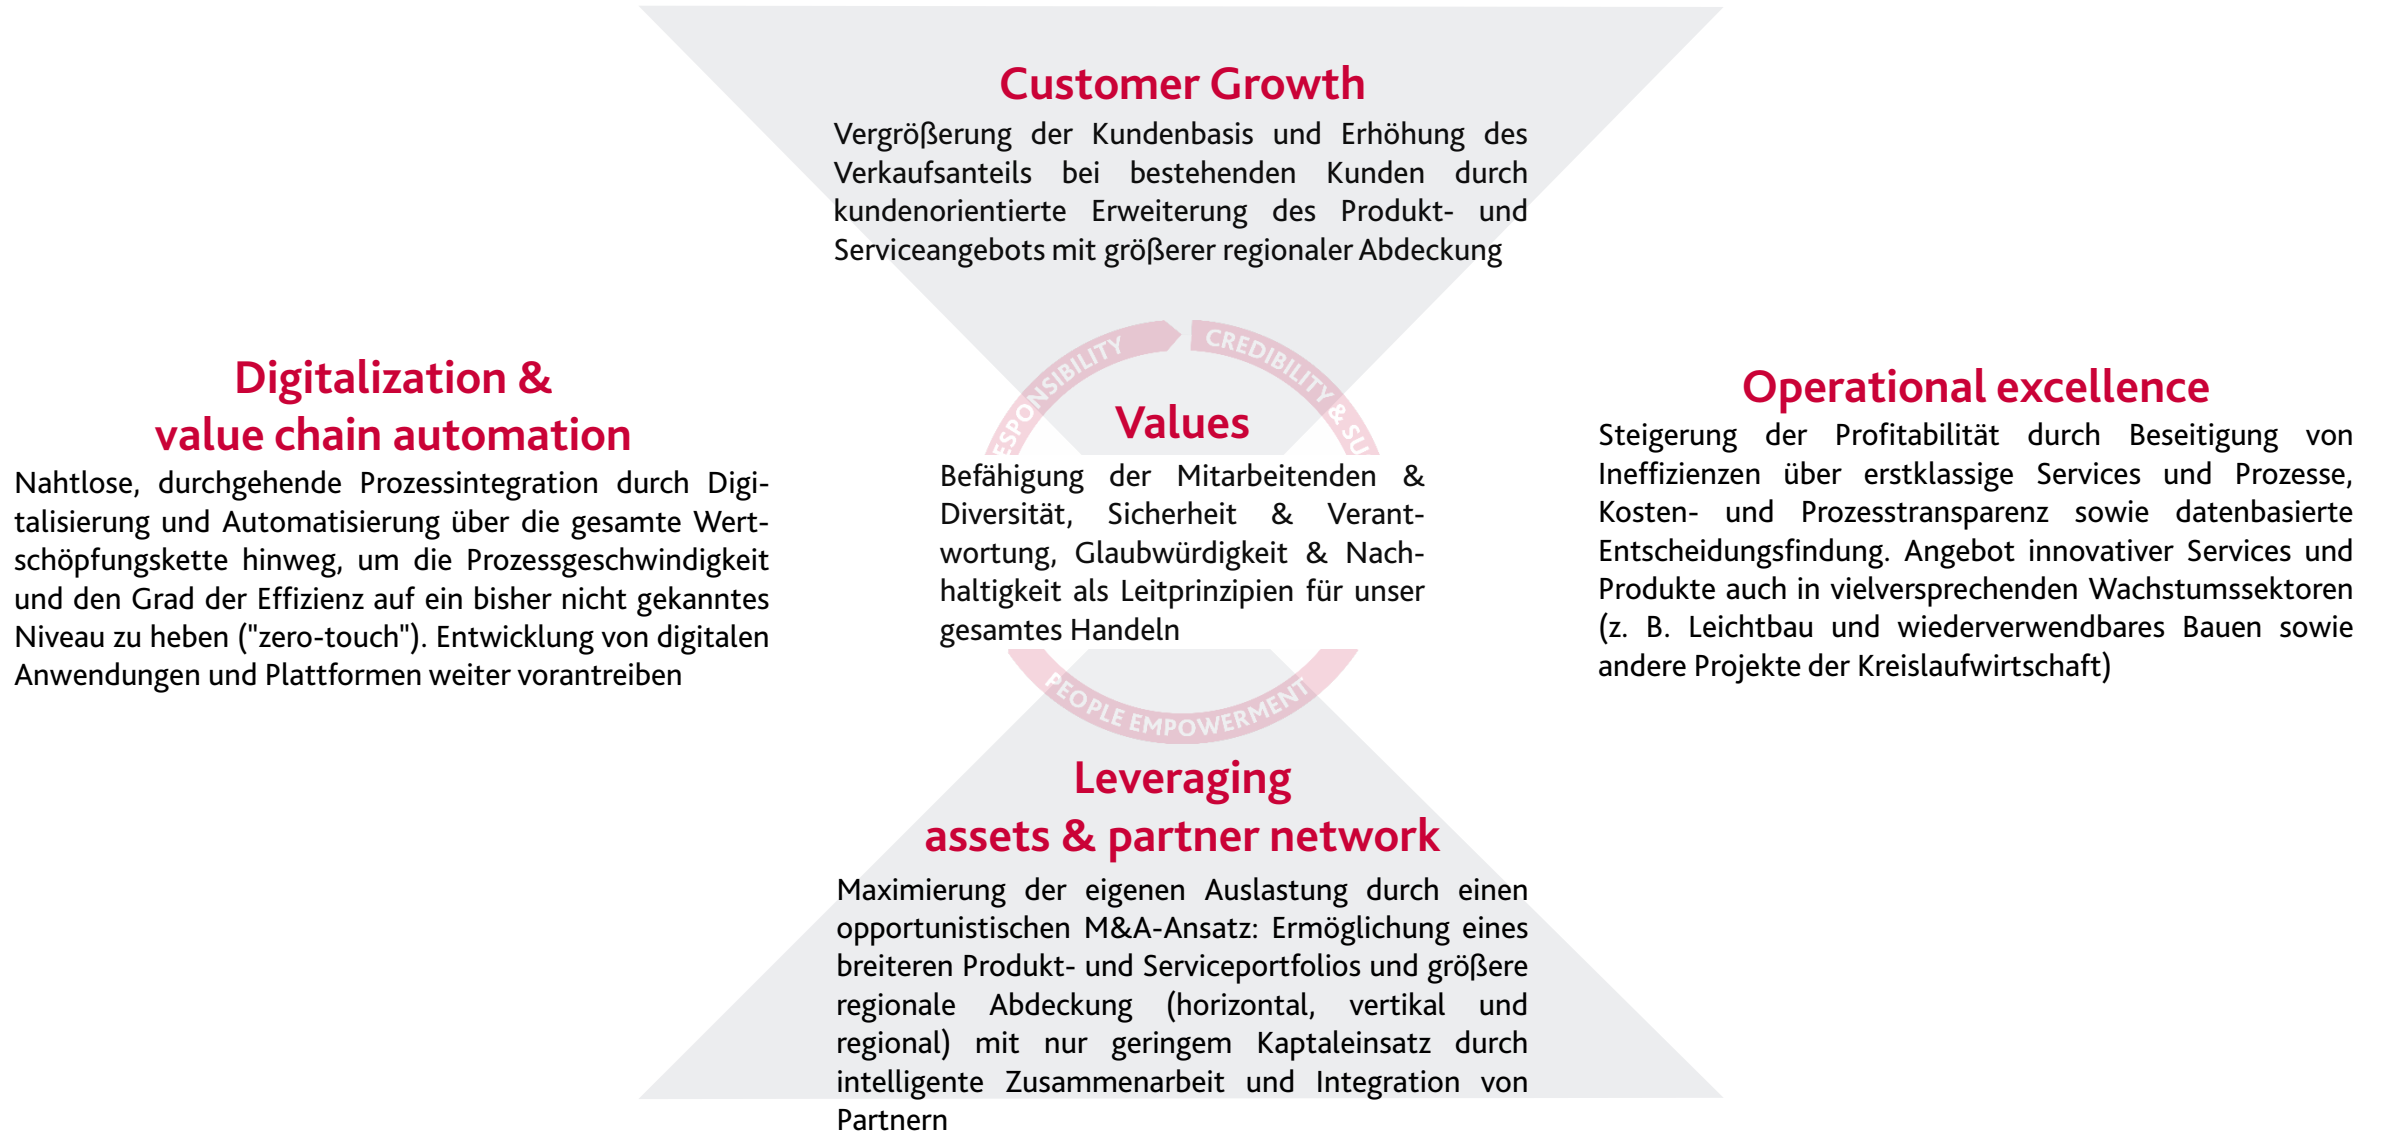 Customer Growth
Vergrößerung der Kundenbasis und Erhöhung des
Verkaufsanteils bei bestehenden Kunden durch
kundenorientierte Erweiterung des Produkt- und
Serviceangebots mit größerer regionaler Abdeckung
Digitalization &
value chain automation
Nahtlose, durchgehende Prozessintegration durch Digi-
talisierung und Automatisierung über die gesamte Wert-
schöpfungskette hinweg, um die Prozessgeschwindigkeit
und den Grad der Effizienz auf ein bisher nicht gekanntes
Niveau zu heben ("zero-touch"). Entwicklung von digitalen
Anwendungen und Plattformen weiter vorantreiben
CREDIBILITY &
Values
Befähigung der Mitarbeitenden &
Diversität, Sicherheit & Verant-
wortung, Glaubwürdigkeit & Nach-
haltigkeit als Leitprinzipien für unser
gesamtes Handeln
PEOPLE EMPOWERMENT
Operational excellence
Steigerung der Profitabilität durch Beseitigung von
Ineffizienzen über erstklassige Services und Prozesse,
Kosten- und Prozesstransparenz sowie datenbasierte
Entscheidungsfindung. Angebot innovativer Services und
Produkte auch in vielversprechenden Wachstumssektoren
(z. B. Leichtbau und wiederverwendbares Bauen sowie
andere Projekte der Kreislaufwirtschaft)
Leveraging
assets & partner network
Maximierung der eigenen Auslastung durch einen
opportunistischen M&A-Ansatz: Ermöglichung eines
breiteren Produkt- und Serviceportfolios und größere
regionale Abdeckung (horizontal, vertikal und
regional) mit nur geringem Kaptaleinsatz durch
intelligente Zusammenarbeit und Integration von
Partnern